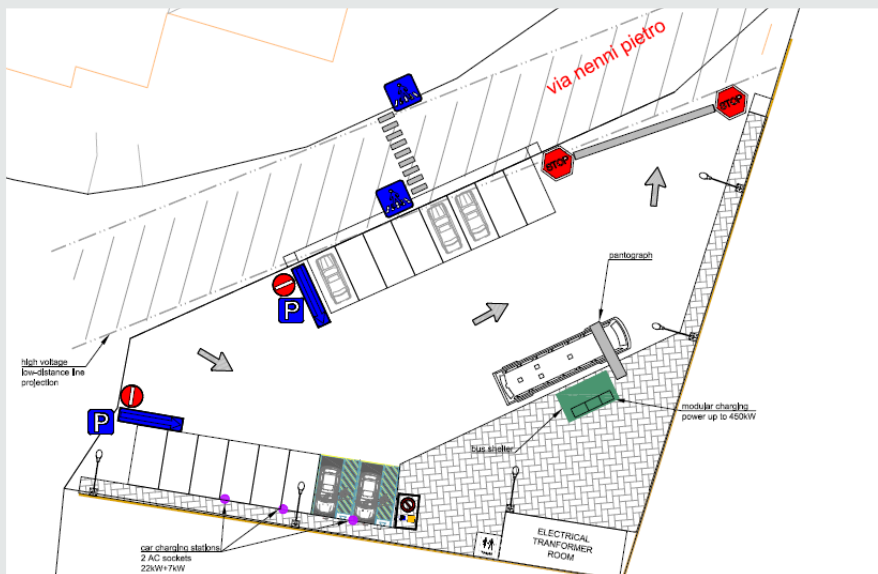 via nenni pietro
STOP
STOP
pantograph
high voltage
low-distance line
projection
P
P
modular charging
power up to 450kW
bus shelter
car charging stations
2 AC sockets
22kW+7kW
ELECTRICAL
TRANFORMER
ROOM